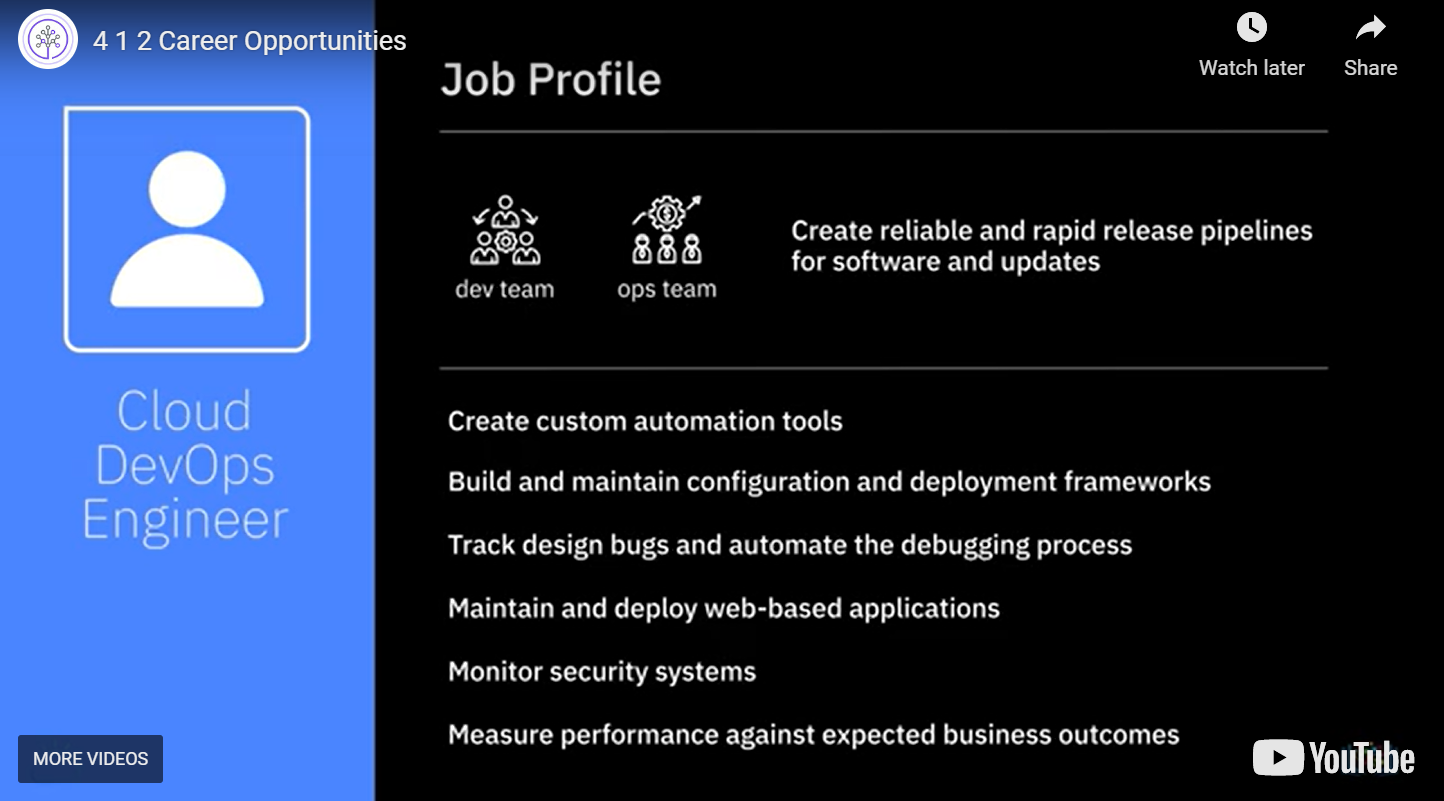 4 1 2 Career Opportunities
Watch later
Share
Job Profile
dev team
ops team
Create reliable and rapid release pipelines
for software and updates
Cloud
DevOps
Engineer
Create custom automation tools
Build and maintain configuration and deployment frameworks
Track design bugs and automate the debugging process
Maintain and deploy web-based applications
Monitor security systems
Measure performance against expected business outcomes
MORE VIDEOS
YouTube